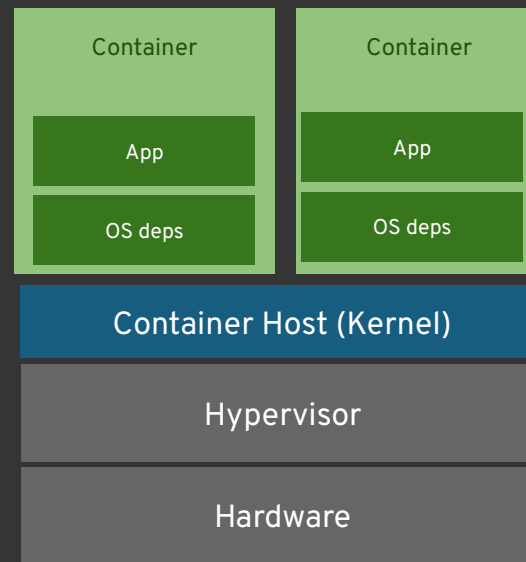 Container
Container
App
App
OS deps
OS deps
Container Host (Kernel)
Hypervisor
Hardware